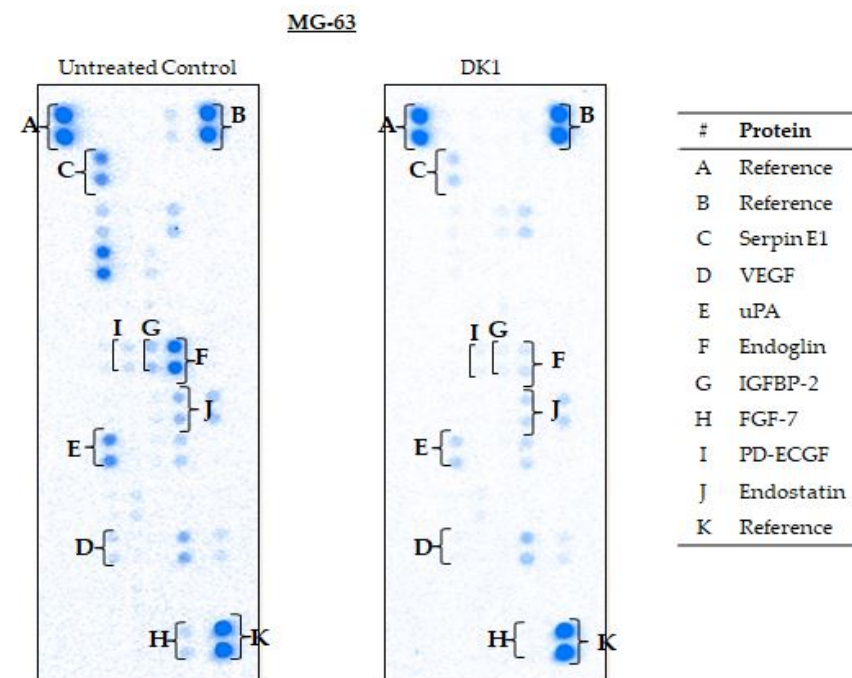 MG-63
Untreated Control
DK1
A
B
C
I G
F
J
E
D
H
K
A
B
C
I G
F
J
E
D
H
K
# Protein
A Reference
B Reference
C Serpin E1
D VEGF
E uPA
F Endoglin
G IGFBP-2
H FGF-7
I PD-ECGF
J Endostatin
K Reference